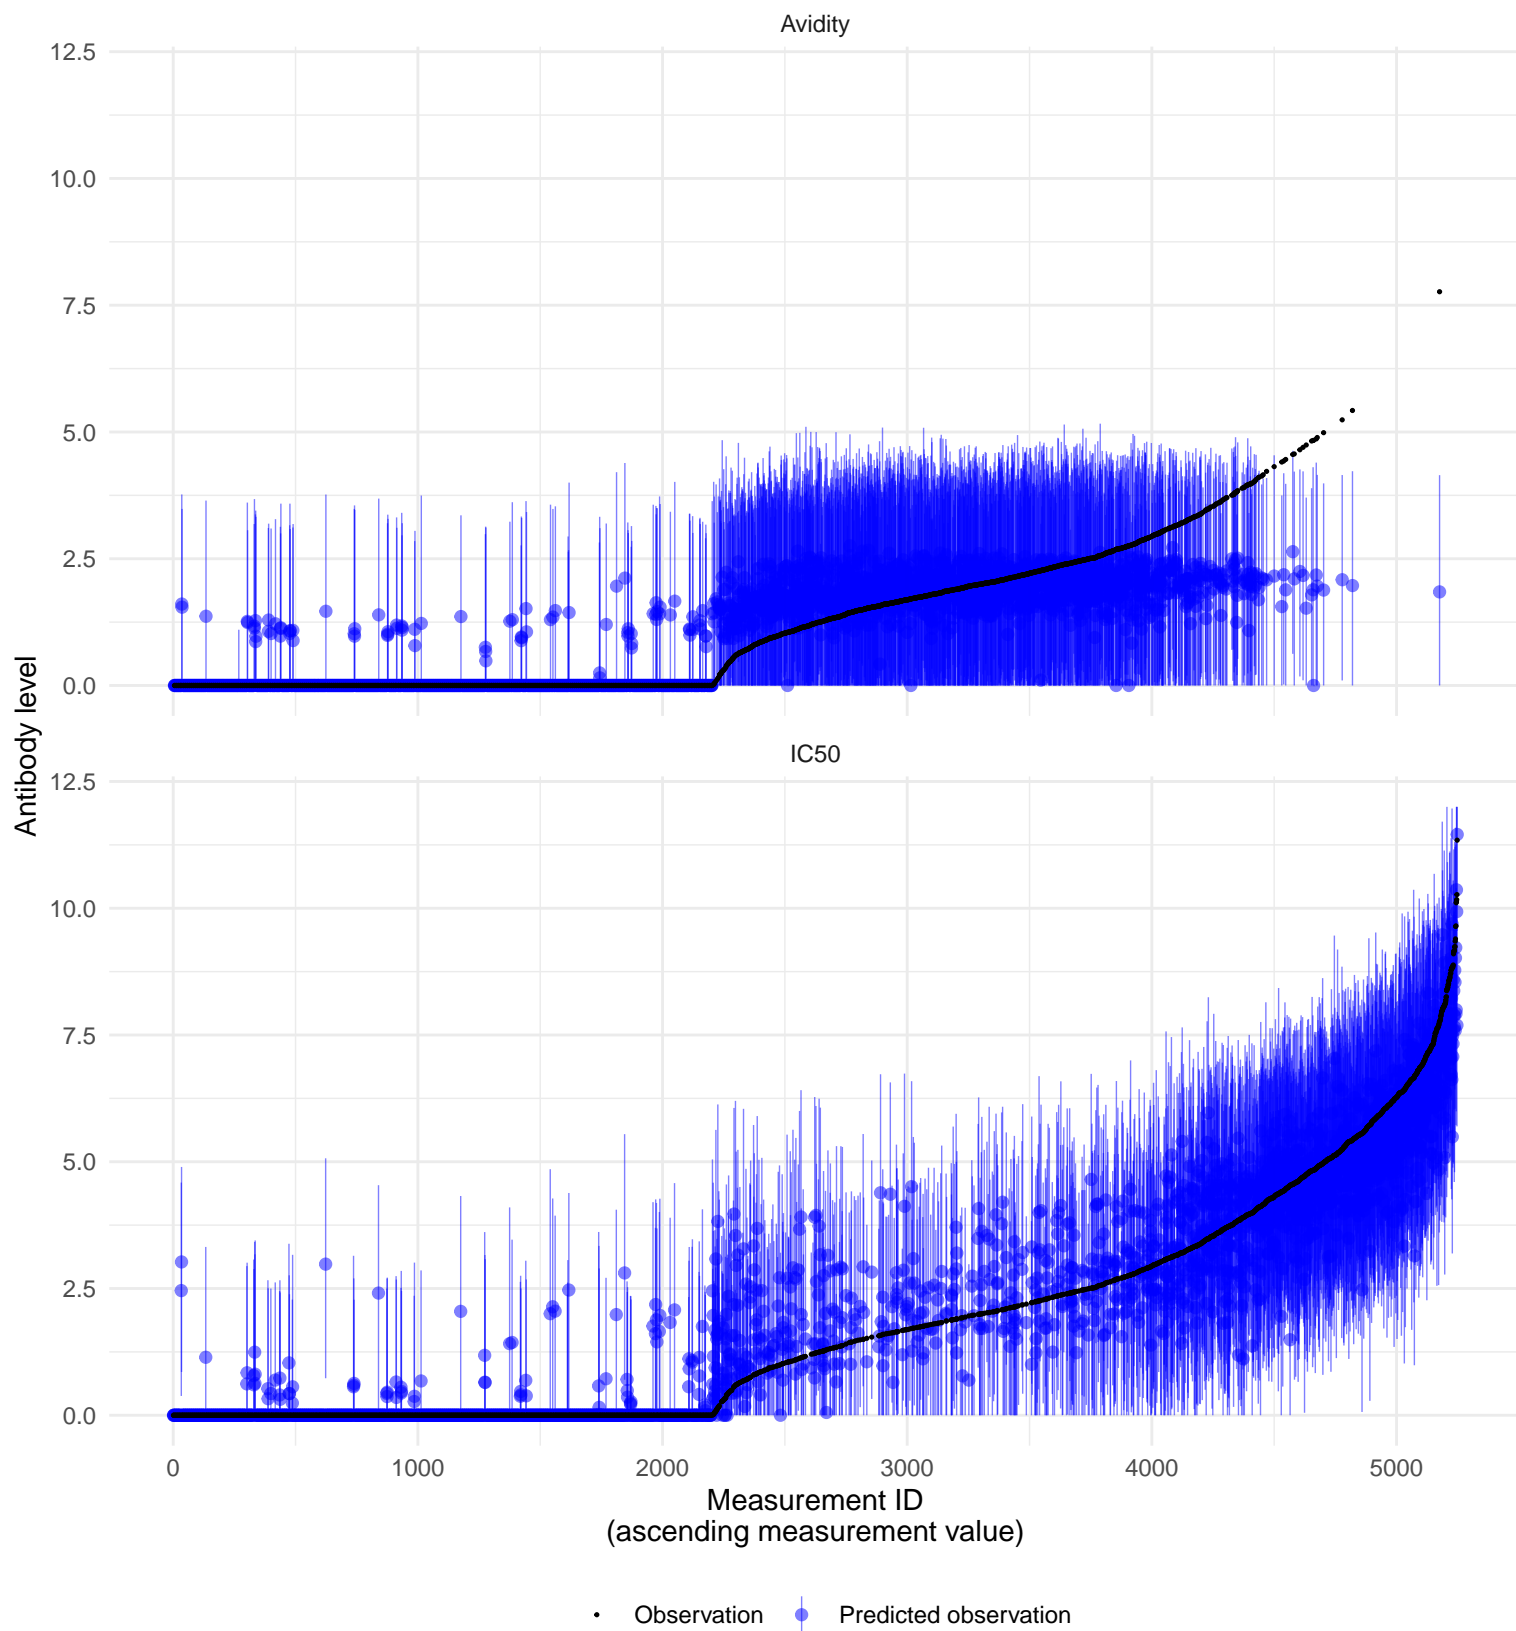 Avidity
12.5
10.0
7.5
5.0
2.5
0.0
IC50
12.5
10.0
7.5
5.0
2.5
0.0
Antibody level
0 1000 2000 3000 4000 5000
Measurement ID
(ascending measurement value)
Observation Predicted observation